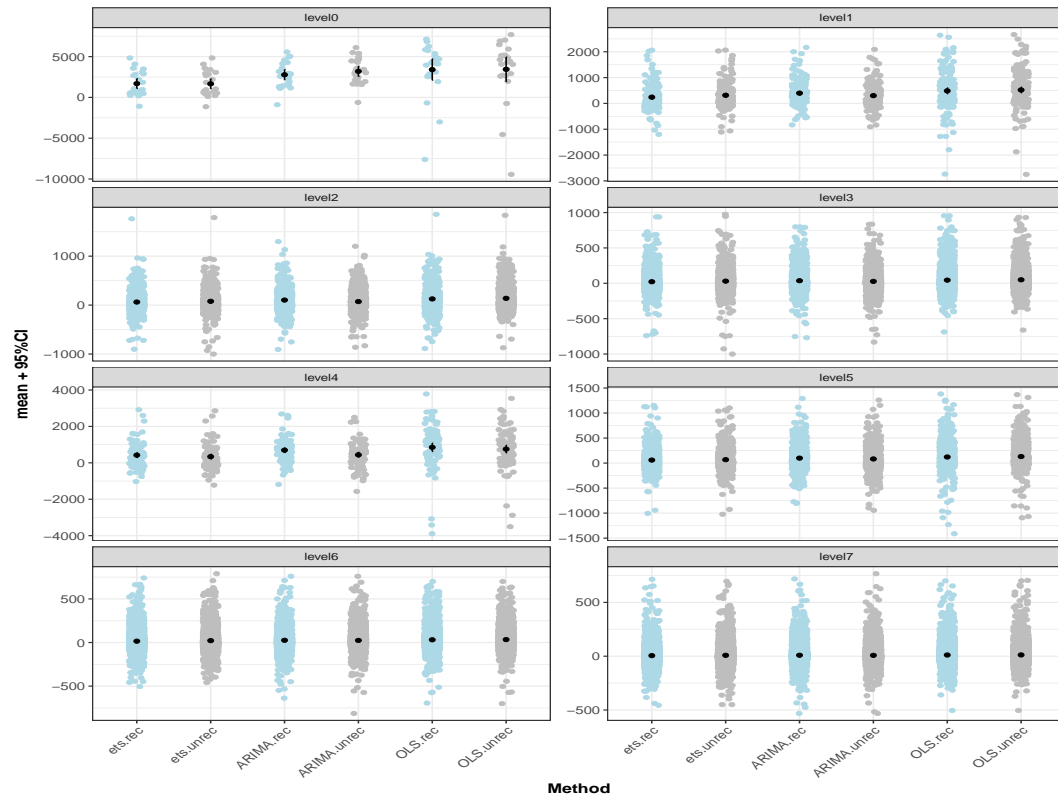 level0
level1
5000
0
−5000
−10000
2000
1000
0
−1000
−2000
−3000
level2
level3
1000
0
−1000
1000
500
0
−500
−1000
level4
level5
4000
2000
0
−2000
−4000
1500
1000
500
0
−500
−1000
−1500
level6
level7
500
0
−500
500
0
−500
ets.rec
ets.unrec
ARIMA.rec
ARIMA.unrec
OLS.rec
OLS.unrec
ets.rec
ets.unrec
ARIMA.rec
ARIMA.unrec
OLS.rec
OLS.unrec
mean + 95%CI
Method